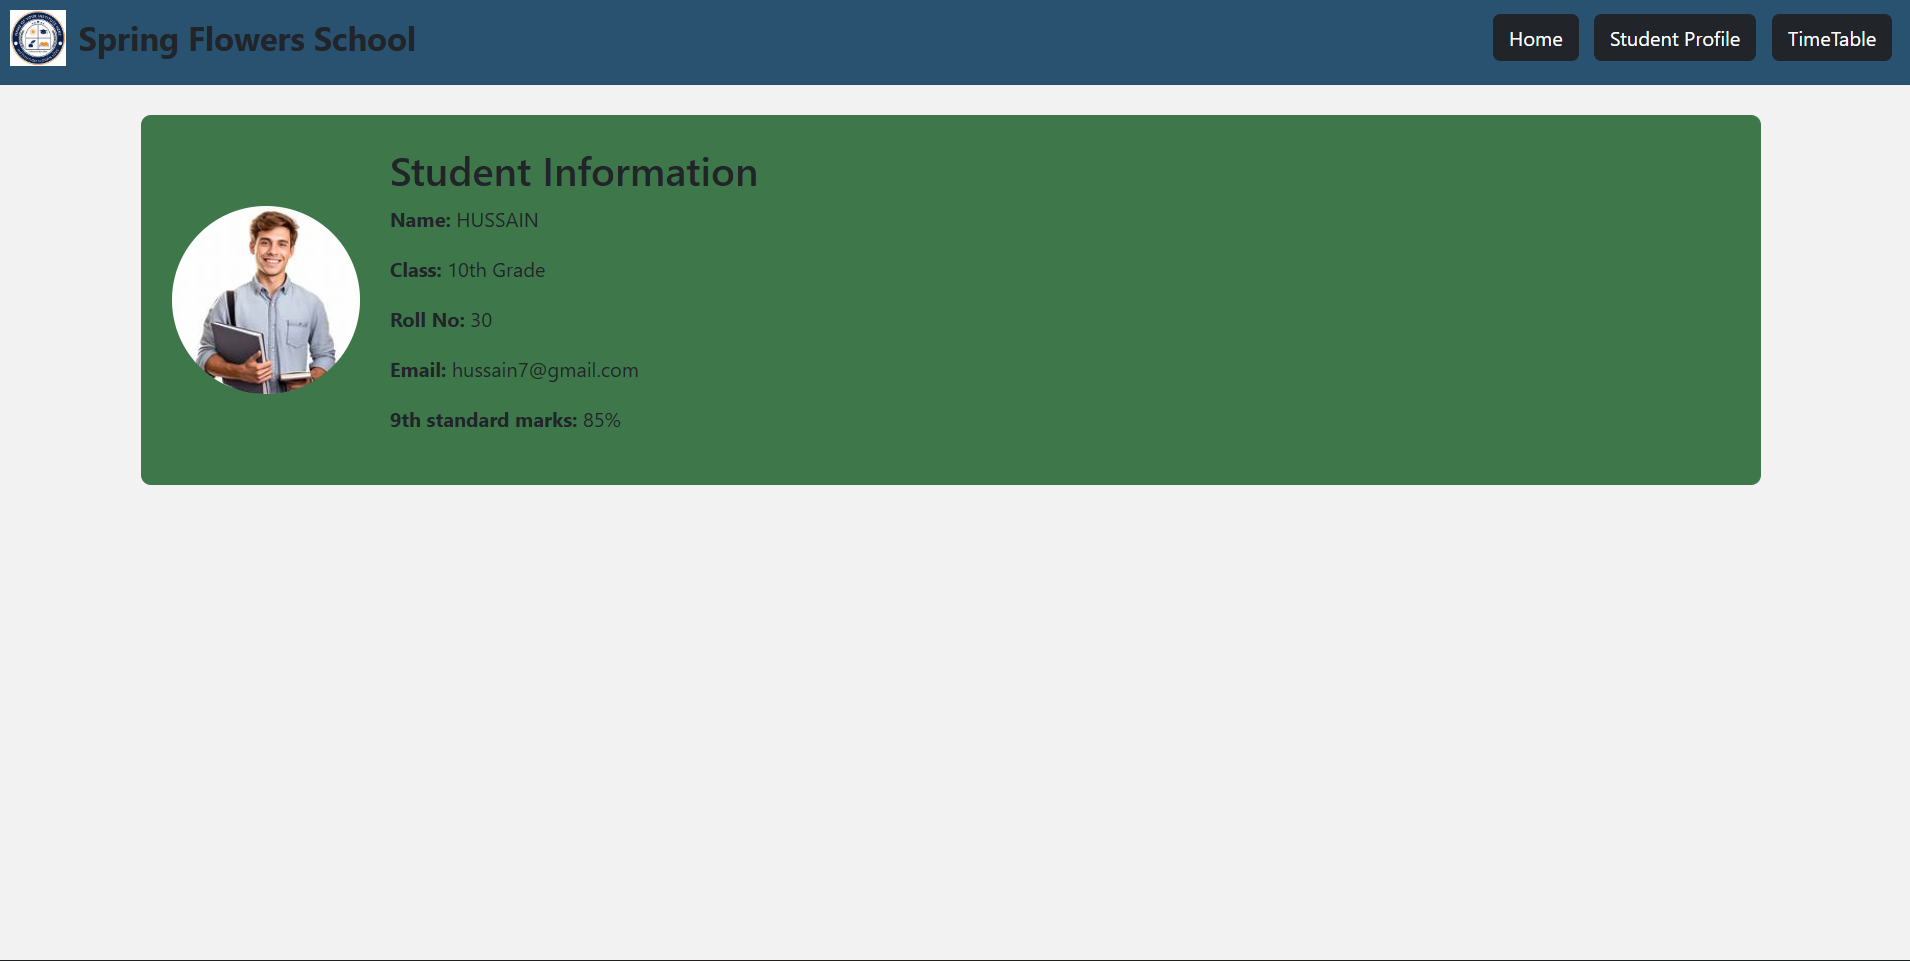 Spring Flowers School
Home
Student Profile
TimeTable
Student Information
Name: HUSSAIN
Class: 10th Grade
Roll No: 30
Email: hussain7@gmail.com
9th standard marks: 85%